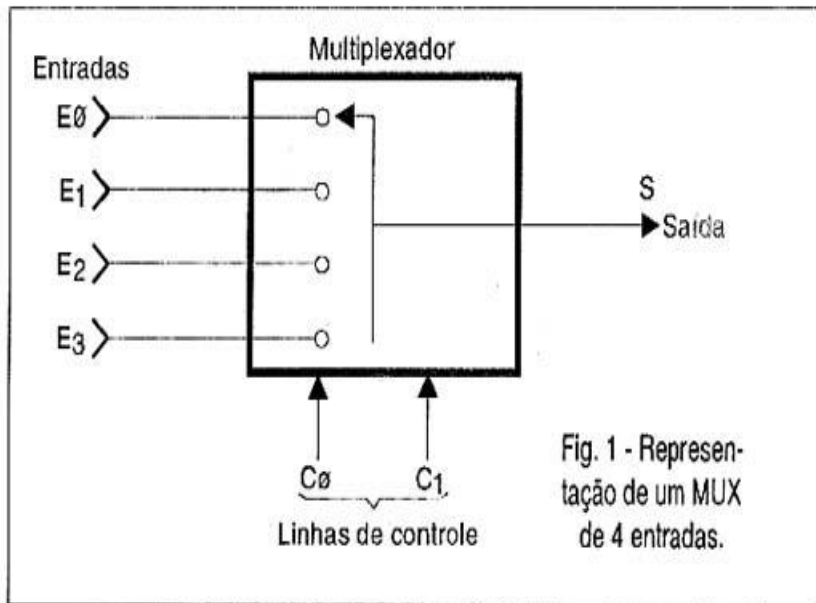 Multiplexador
Entradas
EØ
E1
E2
E3
S
Saída
Cø C1
Linhas de controle
Fig. 1 - Represen-
tação de um MUX
de 4 entradas.